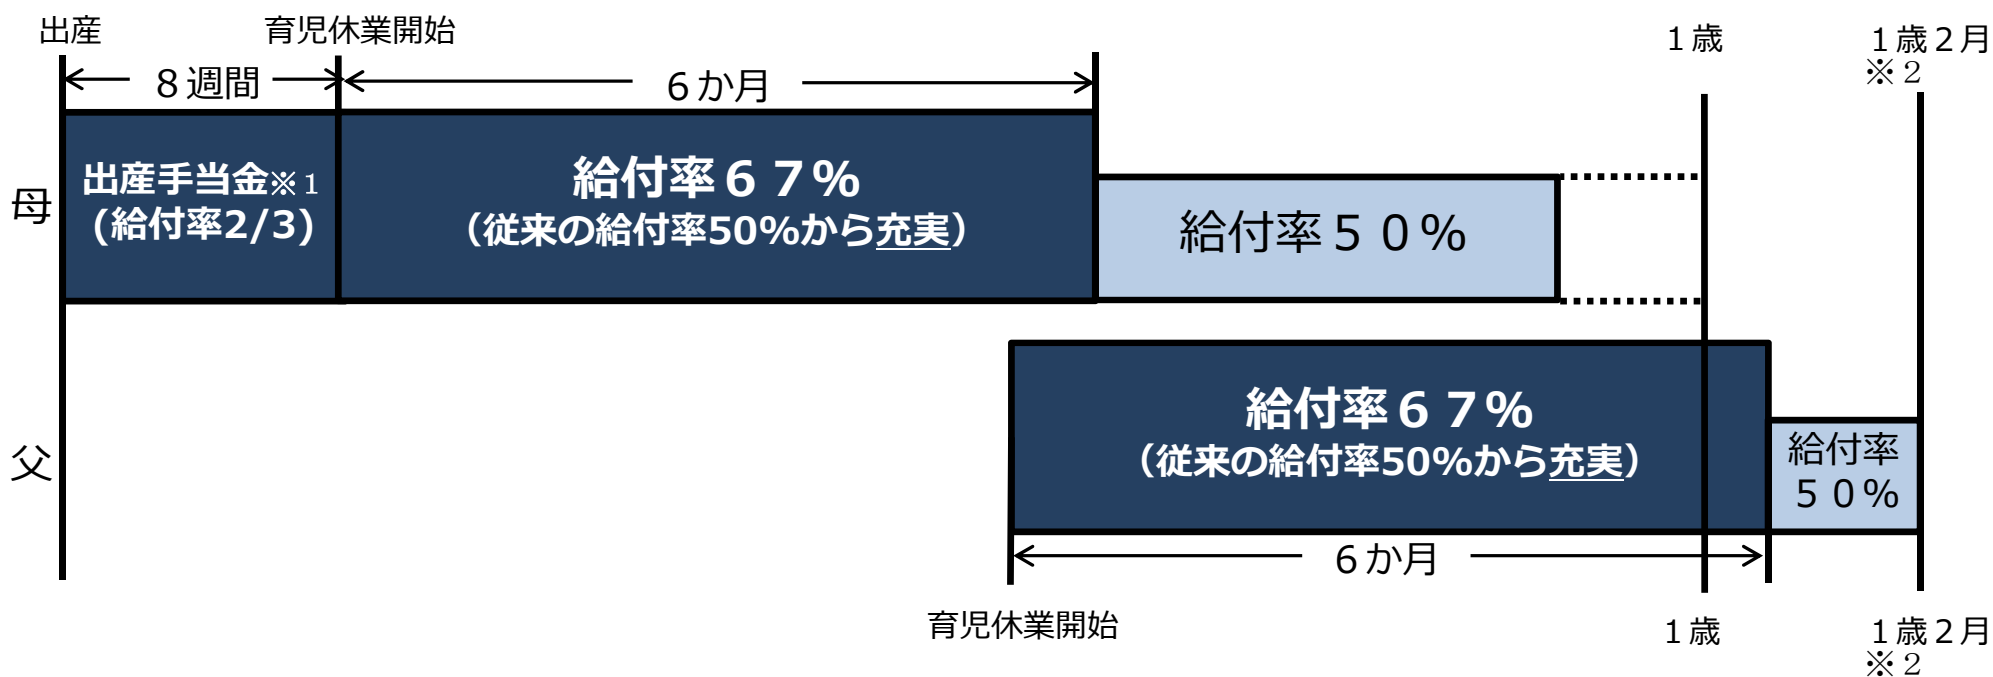 出産
育児休業開始
１歳
１歳２月
※２
８週間
６か月
母
出産手当金※１
(給付率2/3)
給付率６７％
（従来の給付率50％から充実）
給付率５０％
父
給付率６７％
（従来の給付率50％から充実）
給付率
５０％
６か月
育児休業開始
１歳
１歳２月
※２